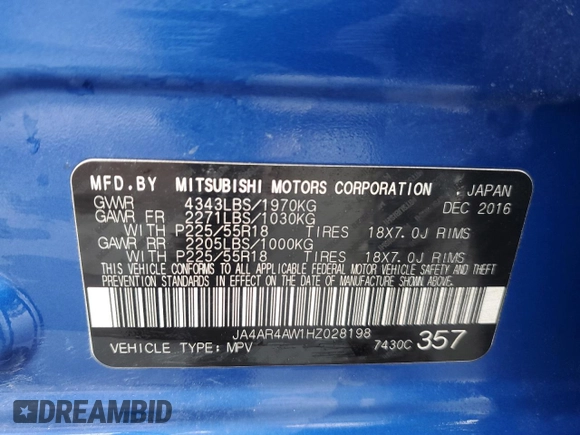 MFD.BY MITSUBISHI MOTORS CORPORATION JAPAN
GVWR 4343LBS/1970KG DEC 2016
GAWR FR 2271LBS/1030KG
WITH P225/55R18 TIRES 18X7.0J RIMS
GAWR RR 2205LBS/1000KG
WITH P225/55R18 TIRES 18X7.0J RIMS
THIS VEHICLE CONFORMS TO ALL APPLICABLE FEDERAL MOTOR VEHICLE SAFETY AND THEFT
PREVENTION STANDARDS IN EFFECT ON THE DATE OF MANUFACTURE SHOWN ABOVE.
JA4AR4AW1HZ028198
VEHICLE TYPE: MPV 7430C 357
DREAMBID